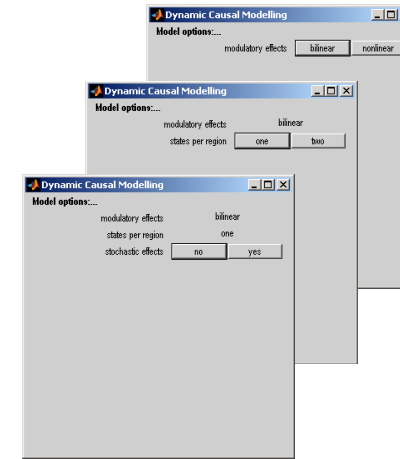 Dynamic Causal Modelling
Model options:...
modulatory effects bilinear nonlinear
Dynamic Causal Modelling
Model options:...
modulatory effects bilinear
states per region one two
Dynamic Causal Modelling
Model options:...
modulatory effects bilinear
states per region one
stochastic effects no yes